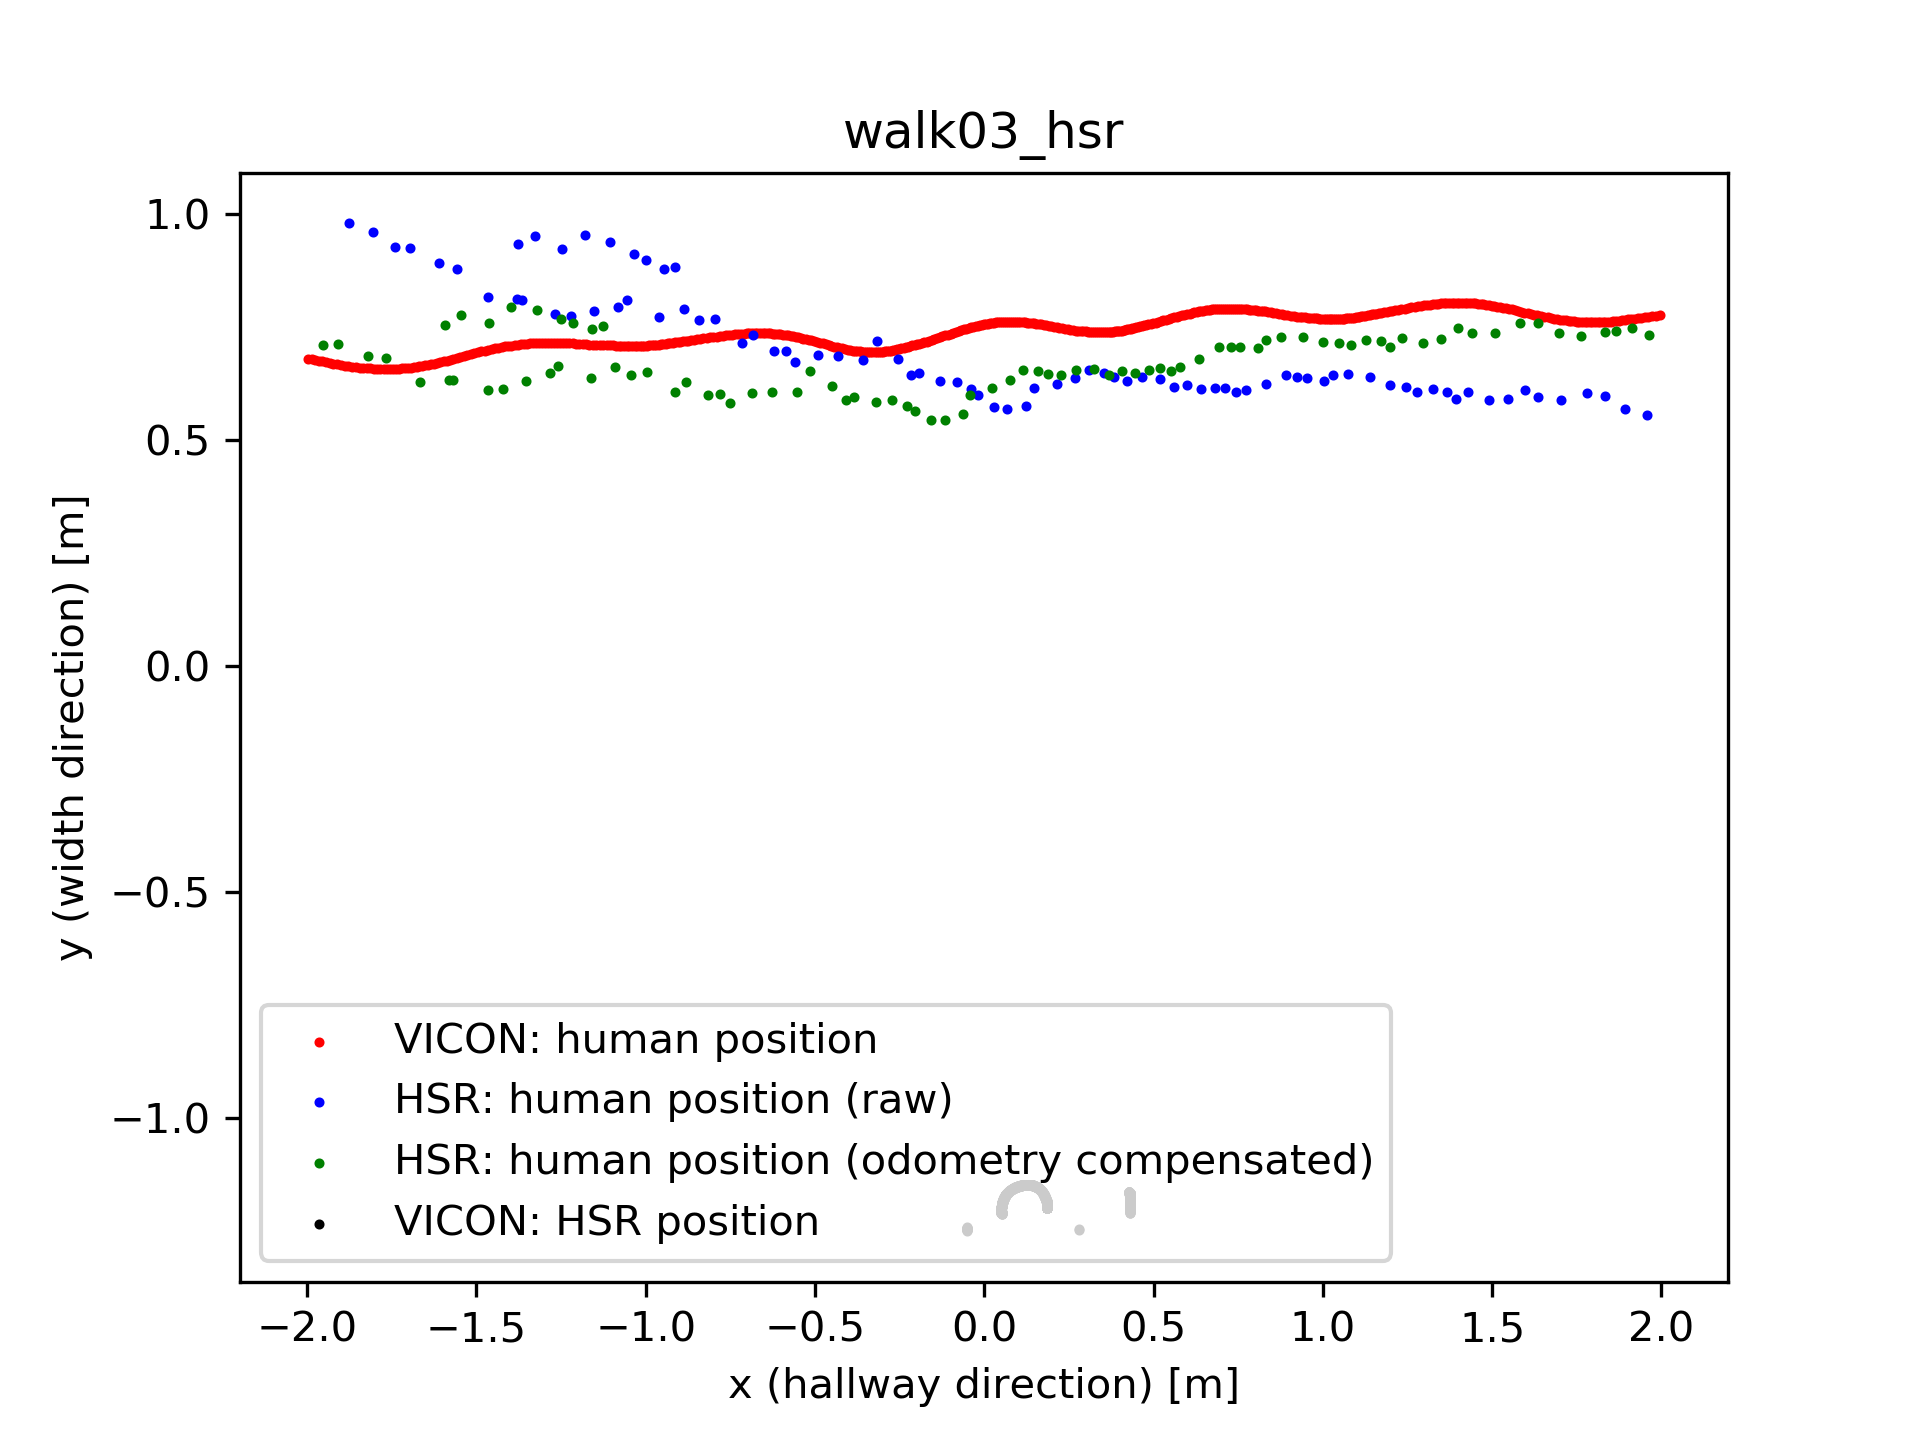 walk03_hsr
1.0
0.5
0.0
−0.5
−1.0
y (width direction) [m]
VICON: human position
HSR: human position (raw)
HSR: human position (odometry compensated)
VICON: HSR position
−2.0 −1.5 −1.0 −0.5 0.0 0.5 1.0 1.5 2.0
x (hallway direction) [m]